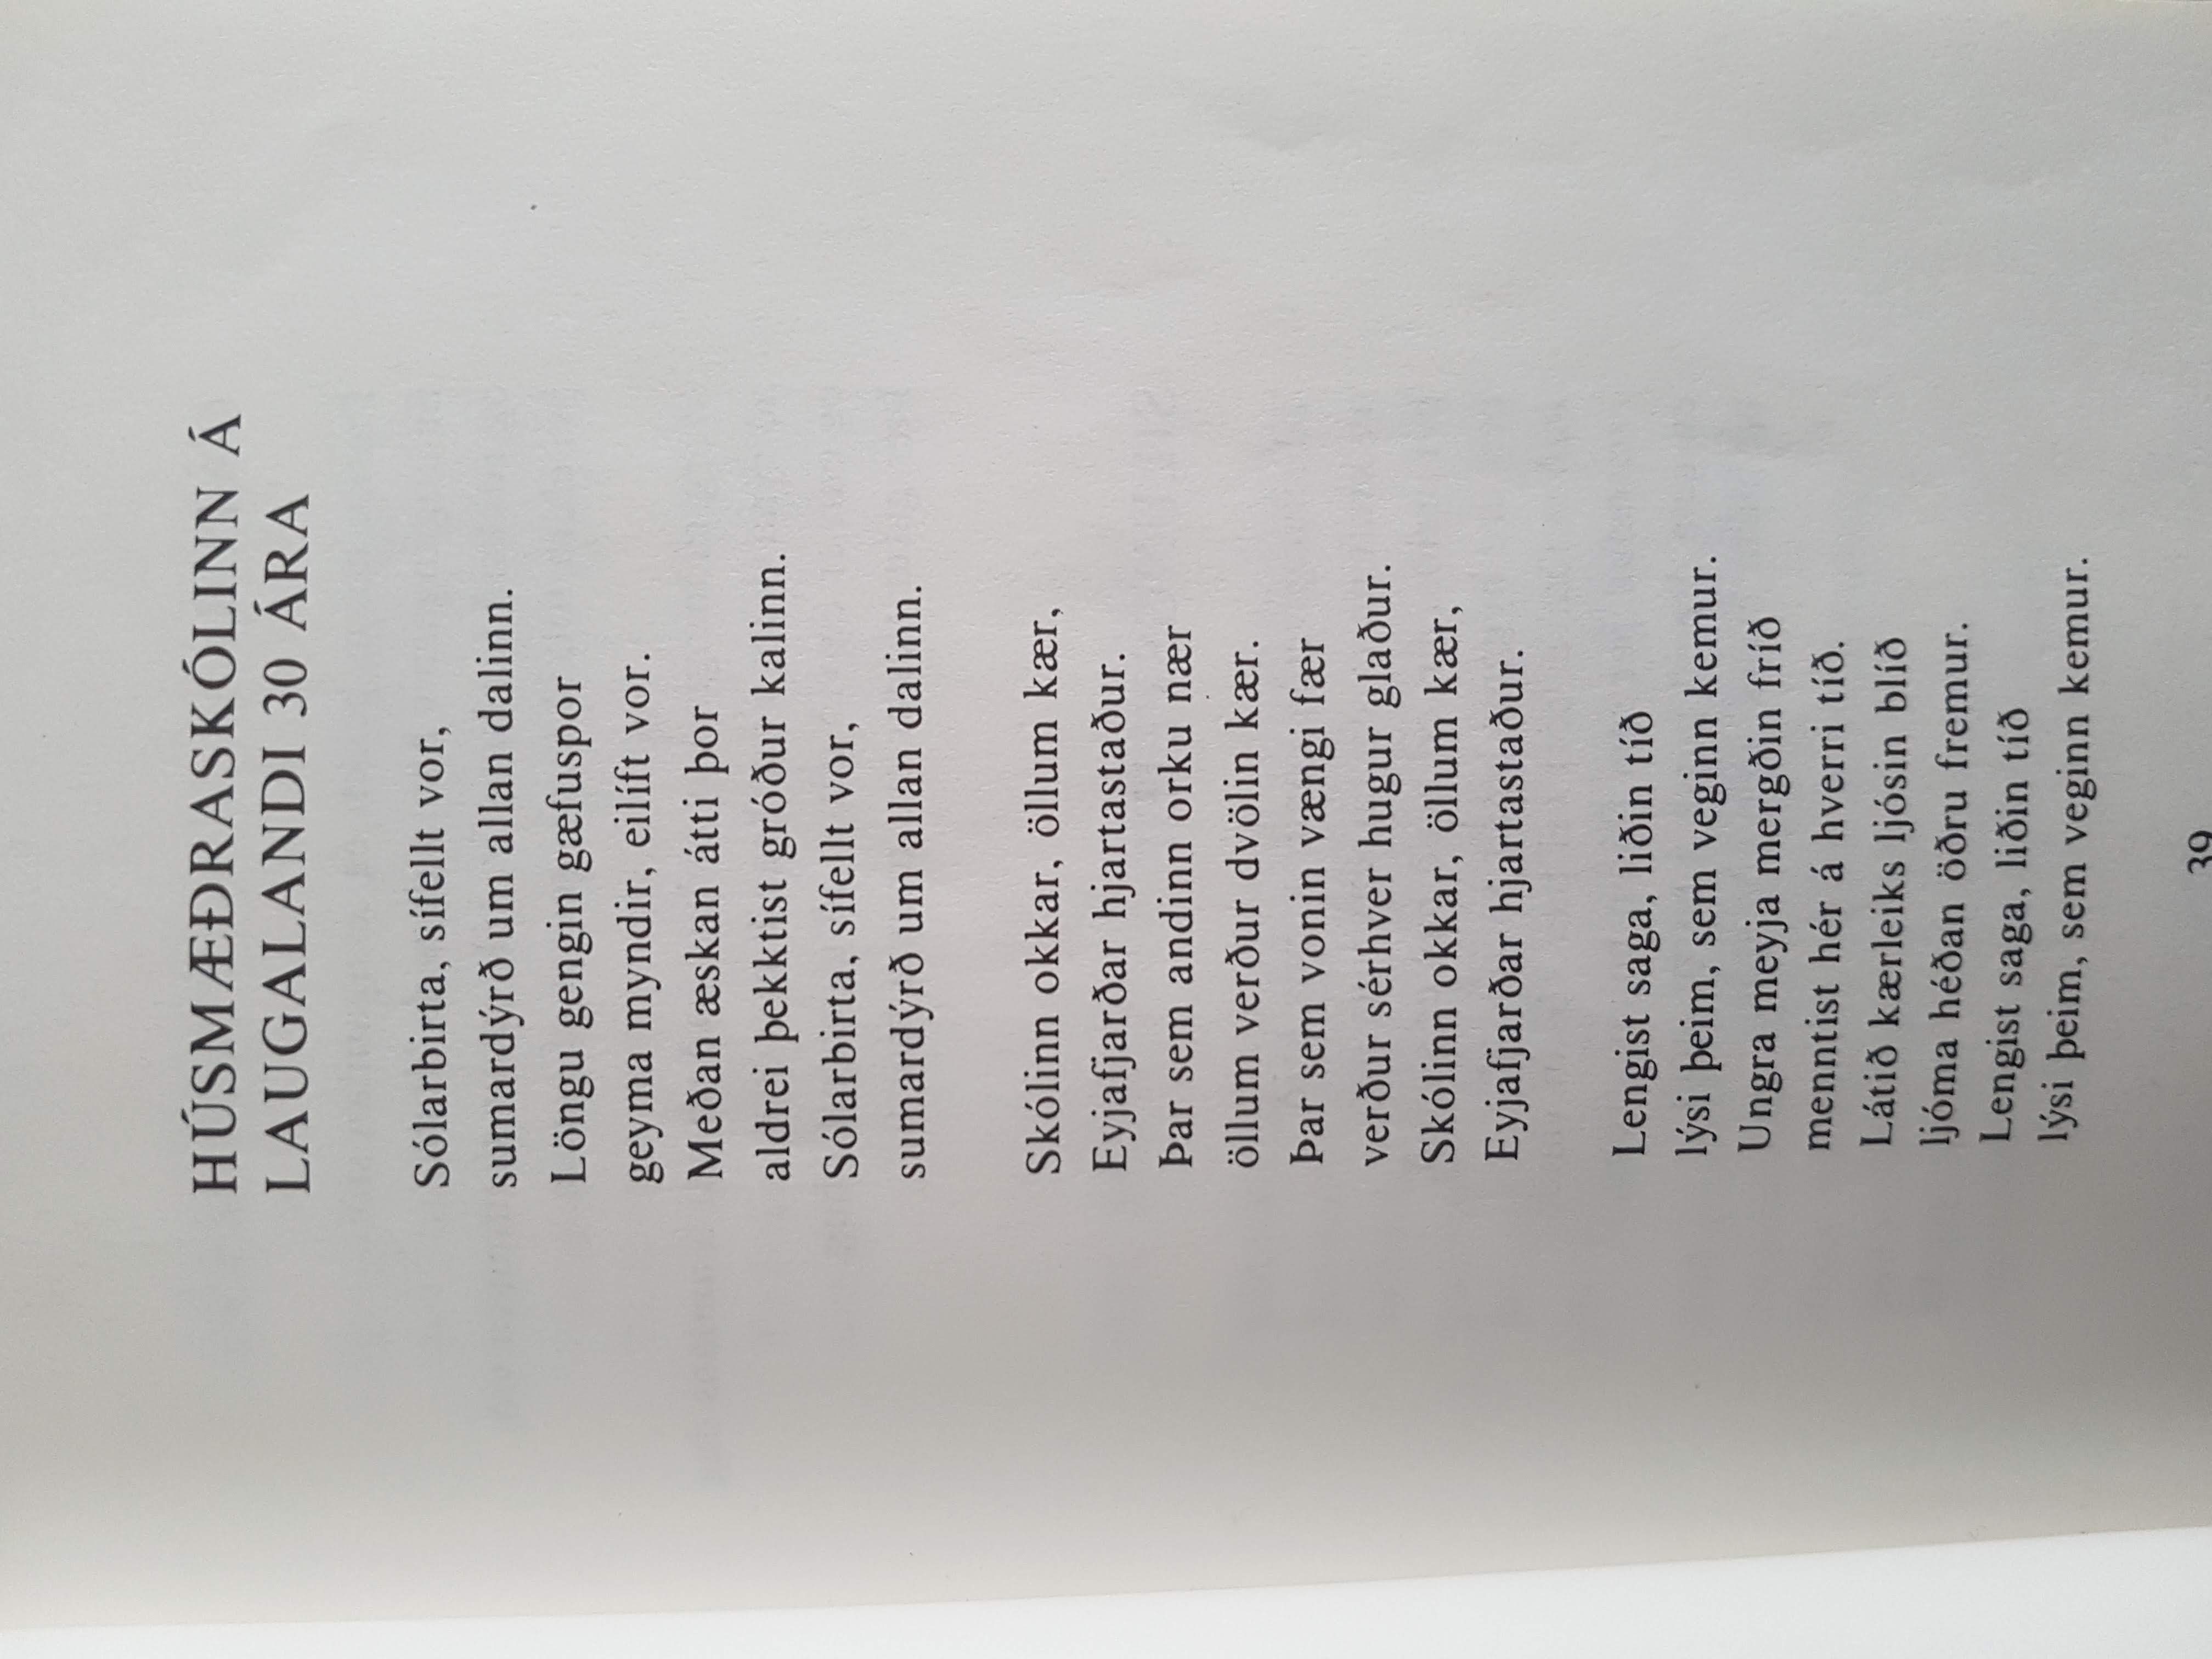 HÚSMÆÐRASKÓLINN Á
LAUGALANDI 30 ÁRA
Sólarbirta, sífellt vor,
sumardýrð um allan dalinn.
Löngu gengin gæfuspor
geyma myndir, eilíft vor.
Meðan æskan átti þor
aldrei þekktist gróður kalinn.
Sólarbirta, sífellt vor,
sumardýrð um allan dalinn.
Skólinn okkar, öllum kær,
Eyjafjarðar hjartastaður.
Þar sem andinn orku nær
öllum verður dvölin kær.
Þar sem vonin vængi fær
verður sérhver hugur glaður.
Skólinn okkar, öllum kær,
Eyjafjarðar hjartastaður.
Lengist saga, liðin tíð
lýsi þeim, sem veginn kemur.
Ungra meyja mergðin fríð
menntist hér á hverri tíð.
Látið kærleiks ljósin blíð
ljóma héðan öðru fremur.
Lengist saga, liðin tíð
lýsi þeim, sem veginn kemur.
39